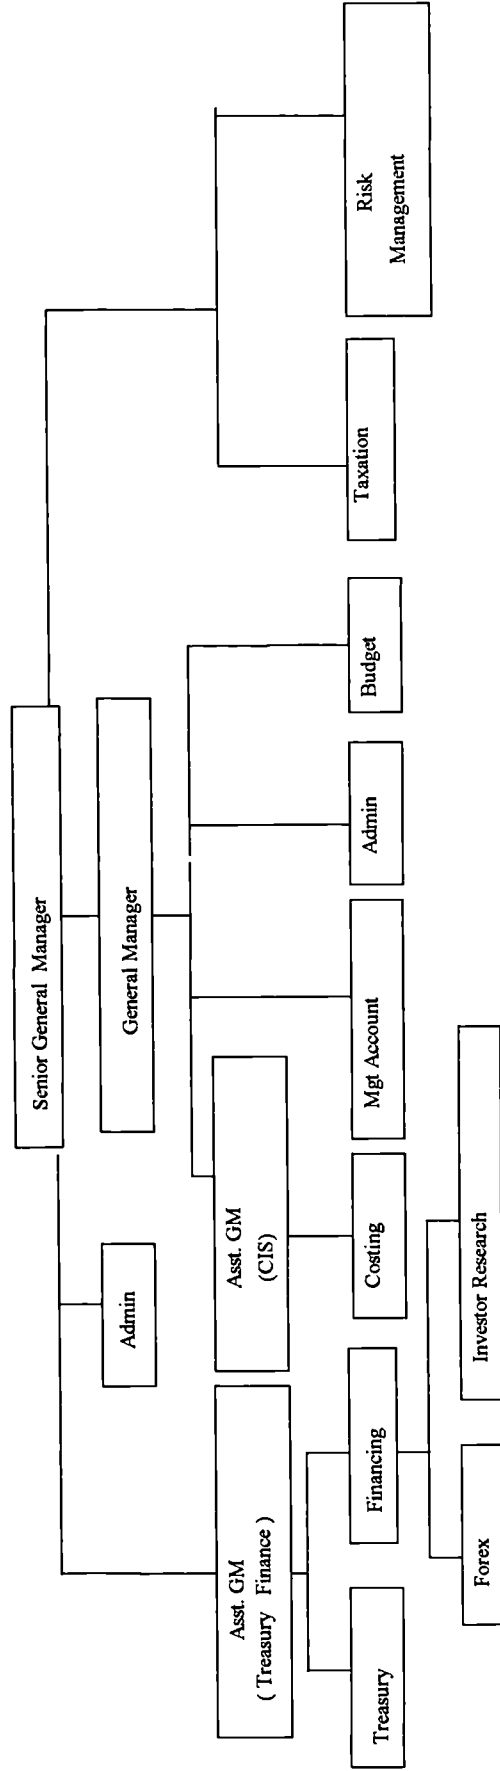 Senior General Manager
General Manager
Admin
Asst. GM
( Treasury Finance )
Asst. GM
(CIS)
Treasury
Financing
Costing
Mgt Account
Admin
Budget
Taxation
Risk
Management
Forex
Investor Research